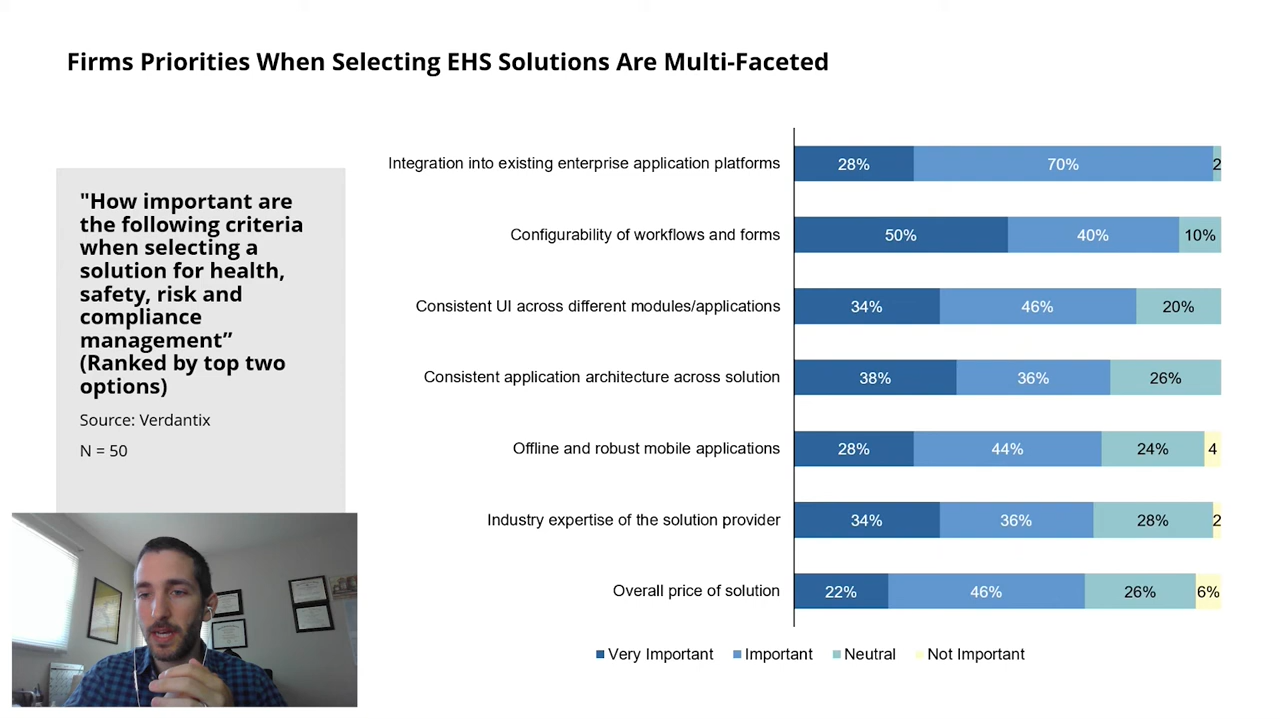 Firms Priorities When Selecting EHS Solutions Are Multi-Faceted
"How important are
the following criteria
when selecting a
solution for health,
safety, risk and
compliance
management”
(Ranked by top two
options)
Source: Verdantix
N = 50
Integration into existing enterprise application platforms 28% 70% 2
Configurability of workflows and forms 50% 40% 10%
Consistent UI across different modules/applications 34% 46% 20%
Consistent application architecture across solution 38% 36% 26%
Offline and robust mobile applications 28% 44% 24% 4
Industry expertise of the solution provider 34% 36% 28% 2
Overall price of solution 22% 46% 26% 6%
Very Important Important Neutral Not Important